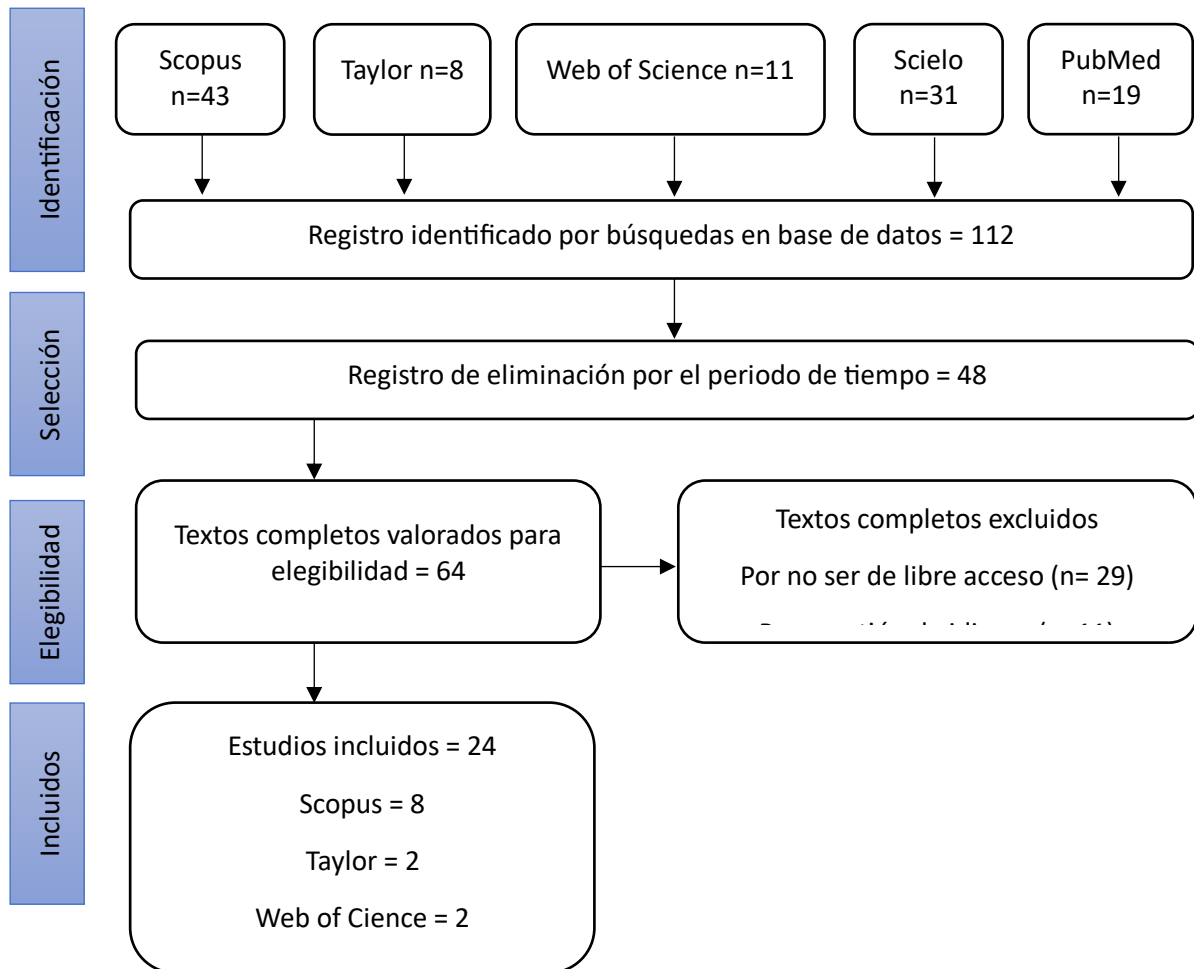 Identificación
Scopus
n=43
Taylor n=8
Web of Science n=11
Scielo
n=31
PubMed
n=19
Registro identificado por búsquedas en base de datos = 112
Selección
Registro de eliminación por el periodo de tiempo = 48
Elegibilidad
Textos completos valorados para
elegibilidad = 64
Textos completos excluidos
Por no ser de libre acceso (n= 29)
Incluidos
Estudios incluidos = 24
Scopus = 8
Taylor = 2
Web of Cience = 2